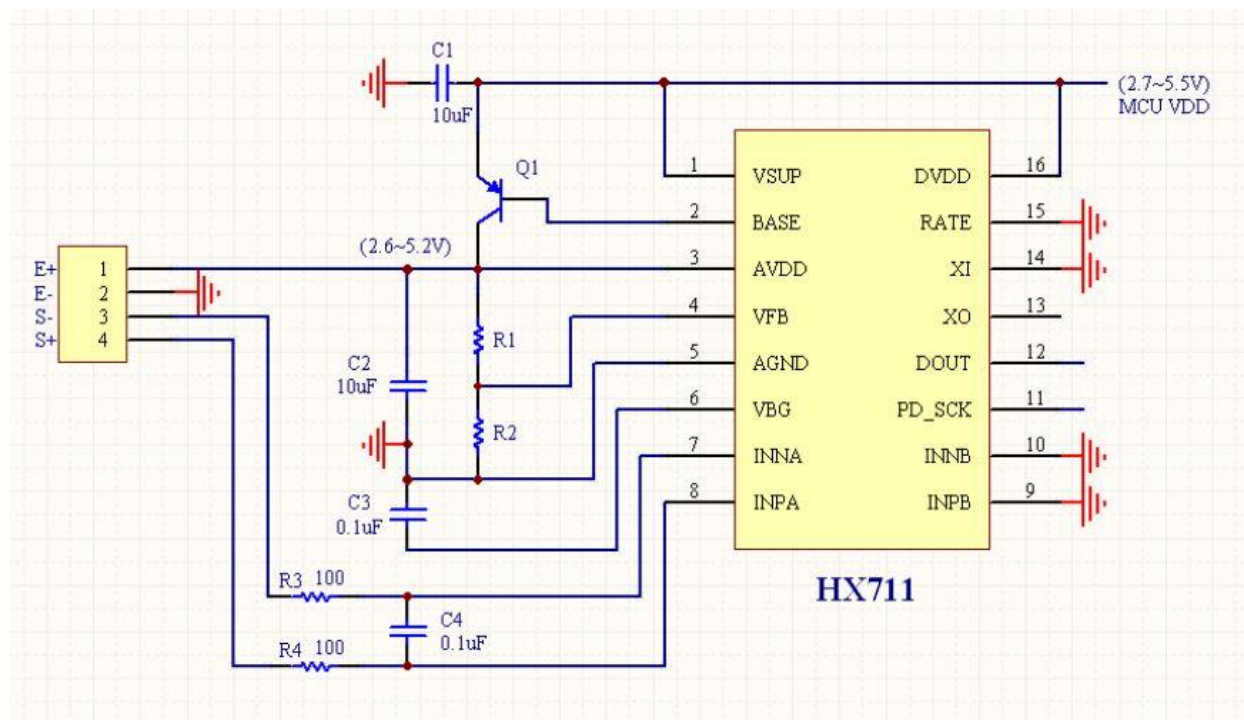 C1
10uF
(2.7~5.5V)
MCU VDD
Q1
1 VSUP DVDD 16
2 BASE RATE 15
(2.6~5.2V)
3 AVDD XI 14
4 VFB XO 13
5 AGND DOUT 12
6 VBG PD_SCK 11
7 INNA INNB 10
8 INPA INPB 9
HX711
E+ 1
E- 2
S- 3
S+ 4
R1
C2
10uF
R2
C3
0.1uF
R3 100
C4
0.1uF
R4 100